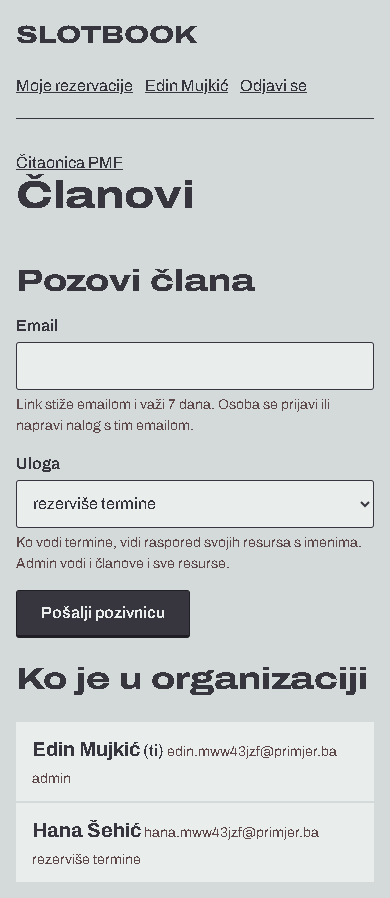 SLOTBOOK
Moje rezervacije Edin Mujkić Odjavi se
Čitaonica PMF
Članovi
Pozovi člana
Email
Link stiže emailom i važi 7 dana. Osoba se prijavi ili
napravi nalog s tim emailom.
Uloga
rezerviše termine
Ko vodi termine, vidi raspored svojih resursa s imenima.
Admin vodi i članove i sve resurse.
Pošalji pozivnicu
Ko je u organizaciji
Edin Mujkić (ti) edin.mww43jzf@primjer.ba
admin
Hana Šehić hana.mww43jzf@primjer.ba
rezerviše termine